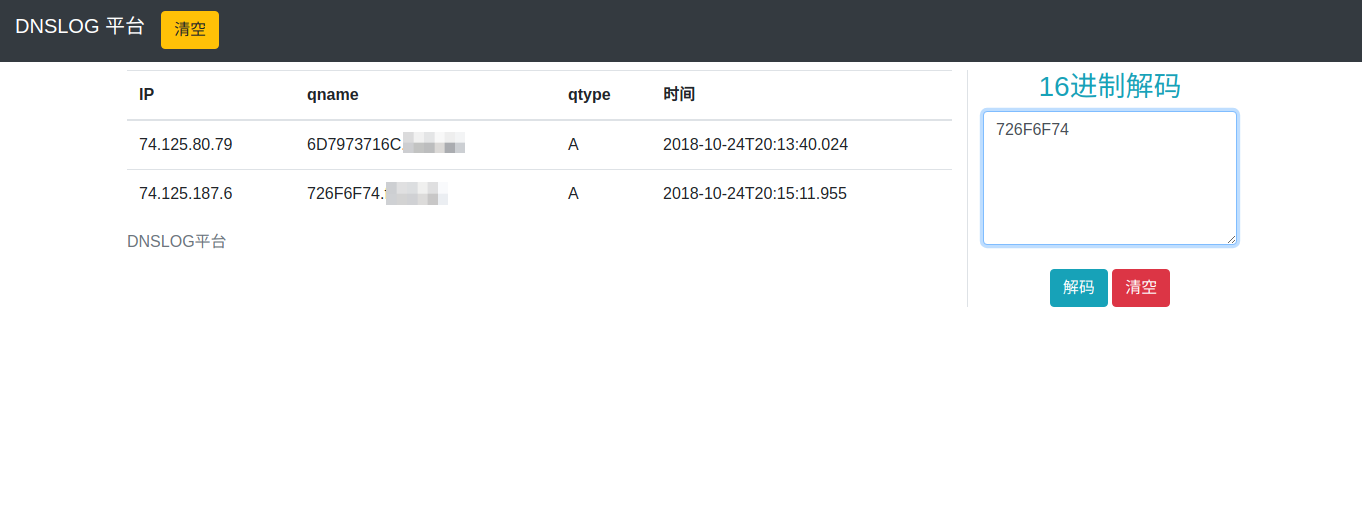 DNSLOG 平台 清空
IP qname qtype 时间
74.125.80.79 6D7973716C. A 2018-10-24T20:13:40.024
74.125.187.6 726F6F74. A 2018-10-24T20:15:11.955
DNSLOG平台
16进制解码
726F6F74
解码 清空